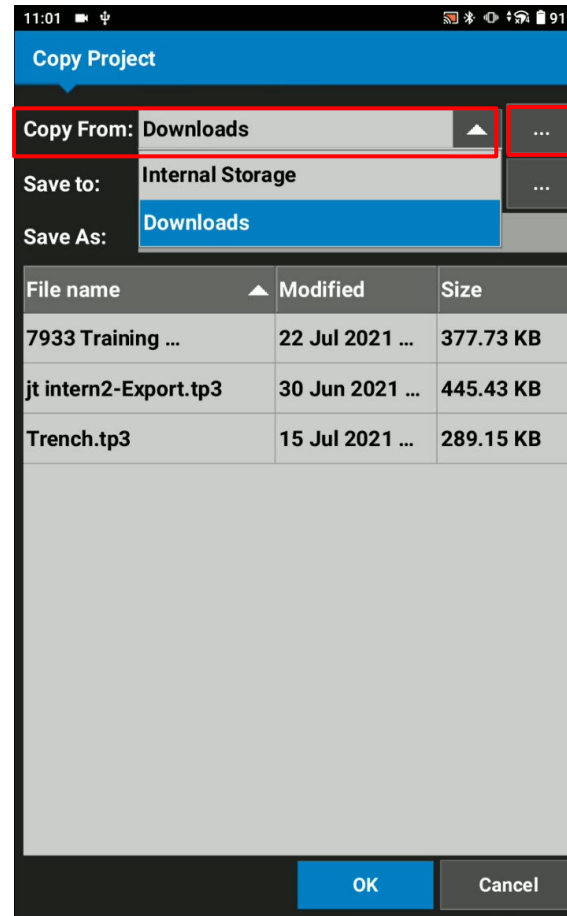 11:01 91
Copy Project
Copy From: Downloads ...
Internal Storage
Save to: ...
Downloads
Save As:
File name Modified Size
7933 Training ... 22 Jul 2021 ... 377.73 KB
jt intern2-Export.tp3 30 Jun 2021 ... 445.43 KB
Trench.tp3 15 Jul 2021 ... 289.15 KB
OK Cancel